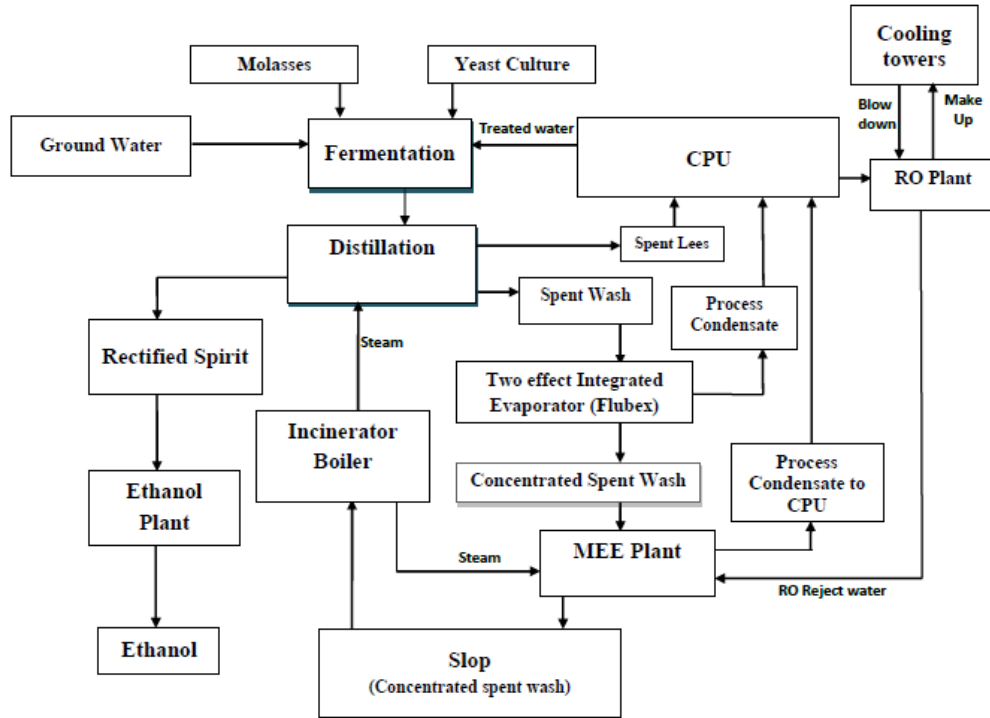 Cooling
towers
Molasses
Yeast Culture
Blow
down
Make
Up
Ground Water
Fermentation
Treated water
CPU
RO Plant
Distillation
Spent Lees
Spent Wash
Process
Condensate
Steam
Rectified Spirit
Two effect Integrated
Evaporator (Flubex)
Incinerator
Boiler
Concentrated Spent Wash
Process
Condensate to
CPU
Ethanol
Plant
MEE Plant
Steam
RO Reject water
Ethanol
Slop
(Concentrated spent wash)